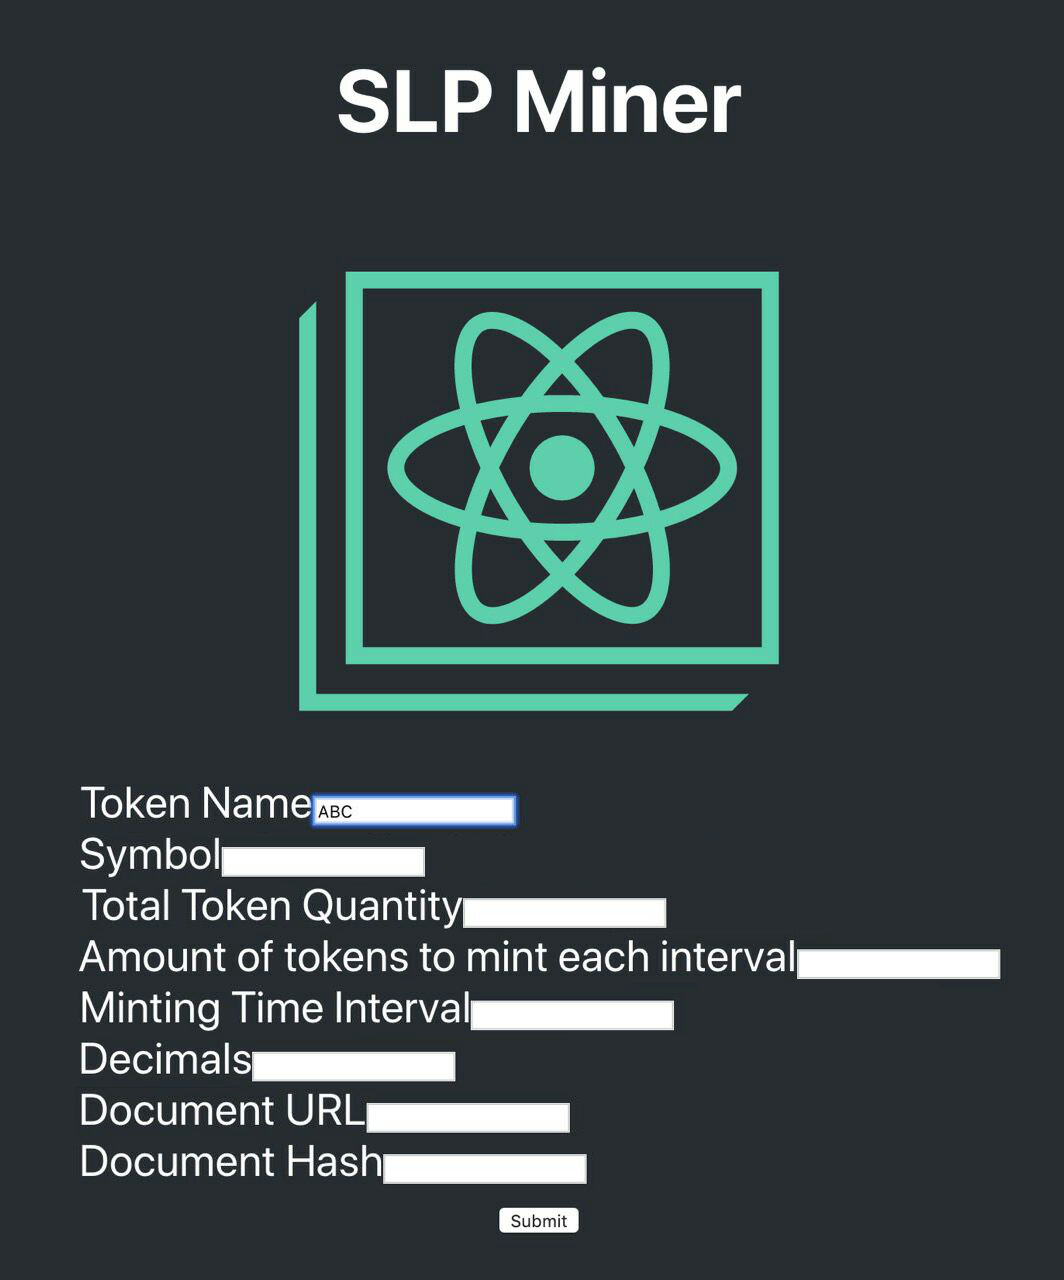 SLP Miner
Token Name ABC
Symbol
Total Token Quantity
Amount of tokens to mint each interval
Minting Time Interval
Decimals
Document URL
Document Hash
Submit